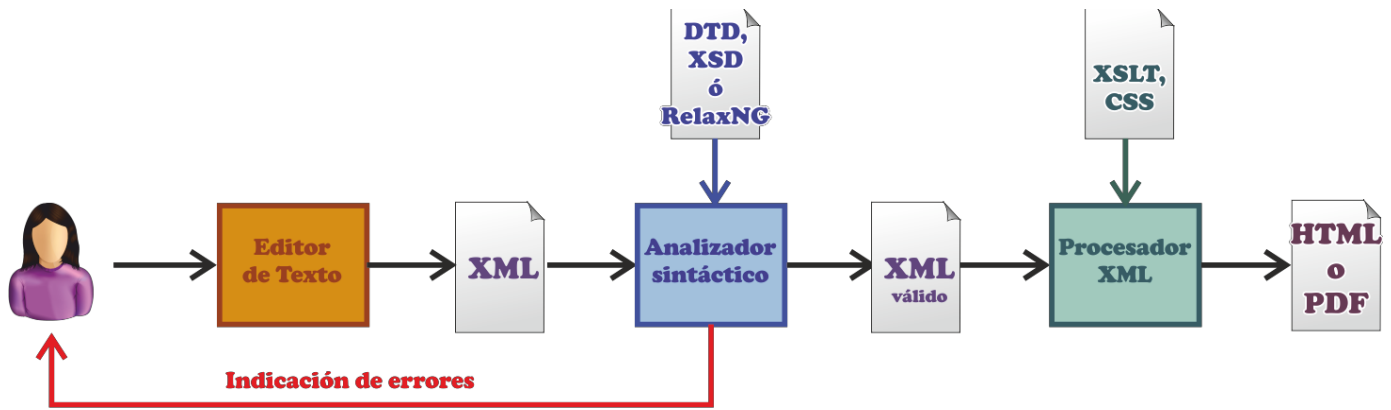 DTD,
XSD
ó
RelaxNG
XSLT,
CSS
Editor
de Texto
XML
Analizador
sintáctico
XML
válido
Procesador
XML
HTML
o
PDF
Indicación de errores